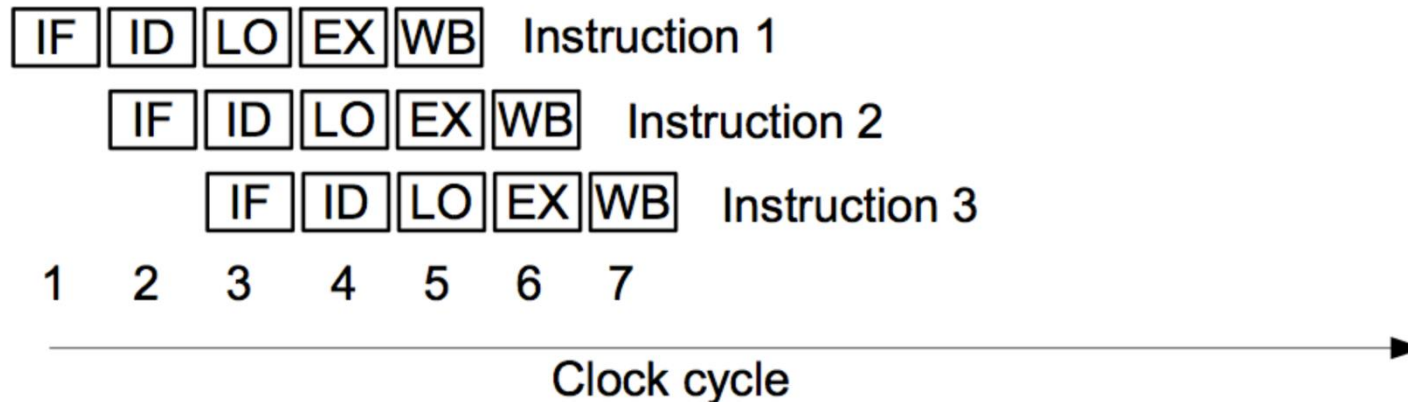 IF ID LO EX WB Instruction 1
IF ID LO EX WB Instruction 2
IF ID LO EX WB Instruction 3
1 2 3 4 5 6 7
Clock cycle